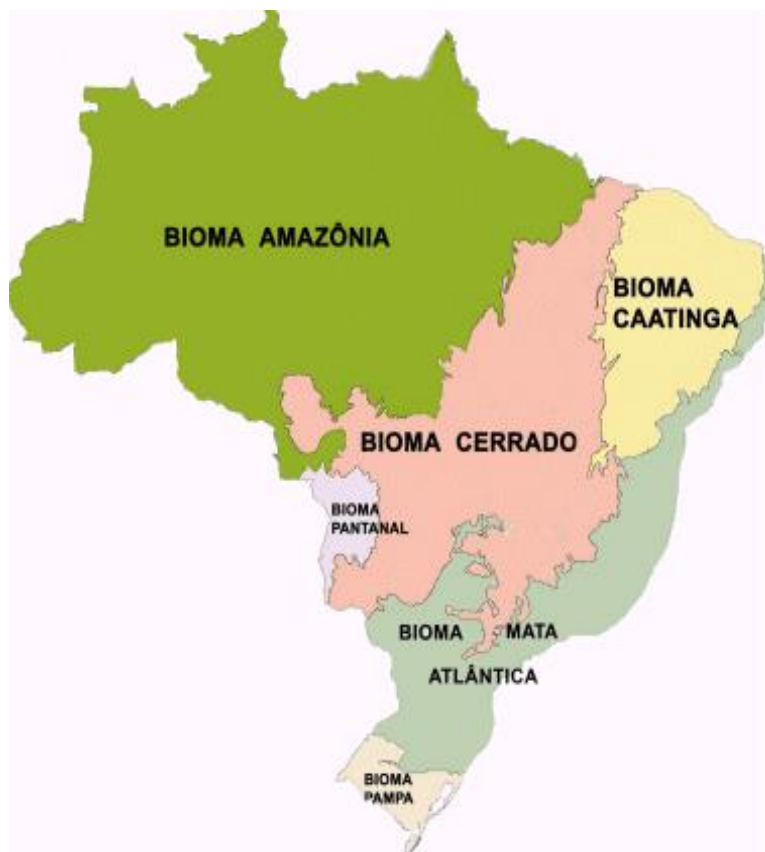 BIOMA AMAZÔNIA
BIOMA
CAATINGA
BIOMA CERRADO
BIOMA
PANTANAL
BIOMA MATA
ATLÂNTICA
BIOMA
PAMPA